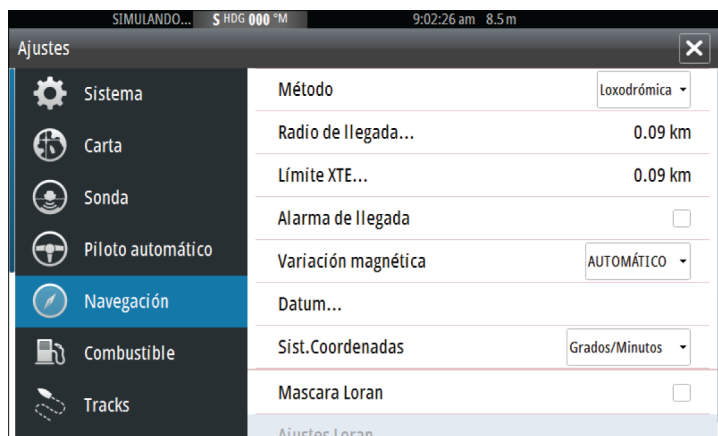 SIMULANDO... S HDG 000 °M 9:02:26 am 8.5 m
Ajustes
Sistema
Carta
Sonda
Piloto automático
Navegación
Combustible
Tracks
Método Loxodrómica
Radio de llegada... 0.09 km
Límite XTE... 0.09 km
Alarma de llegada
Variación magnética AUTOMÁTICO
Datum...
Sist.Coordenadas Grados/Minutos
Mascara Loran
Ajustes Loran